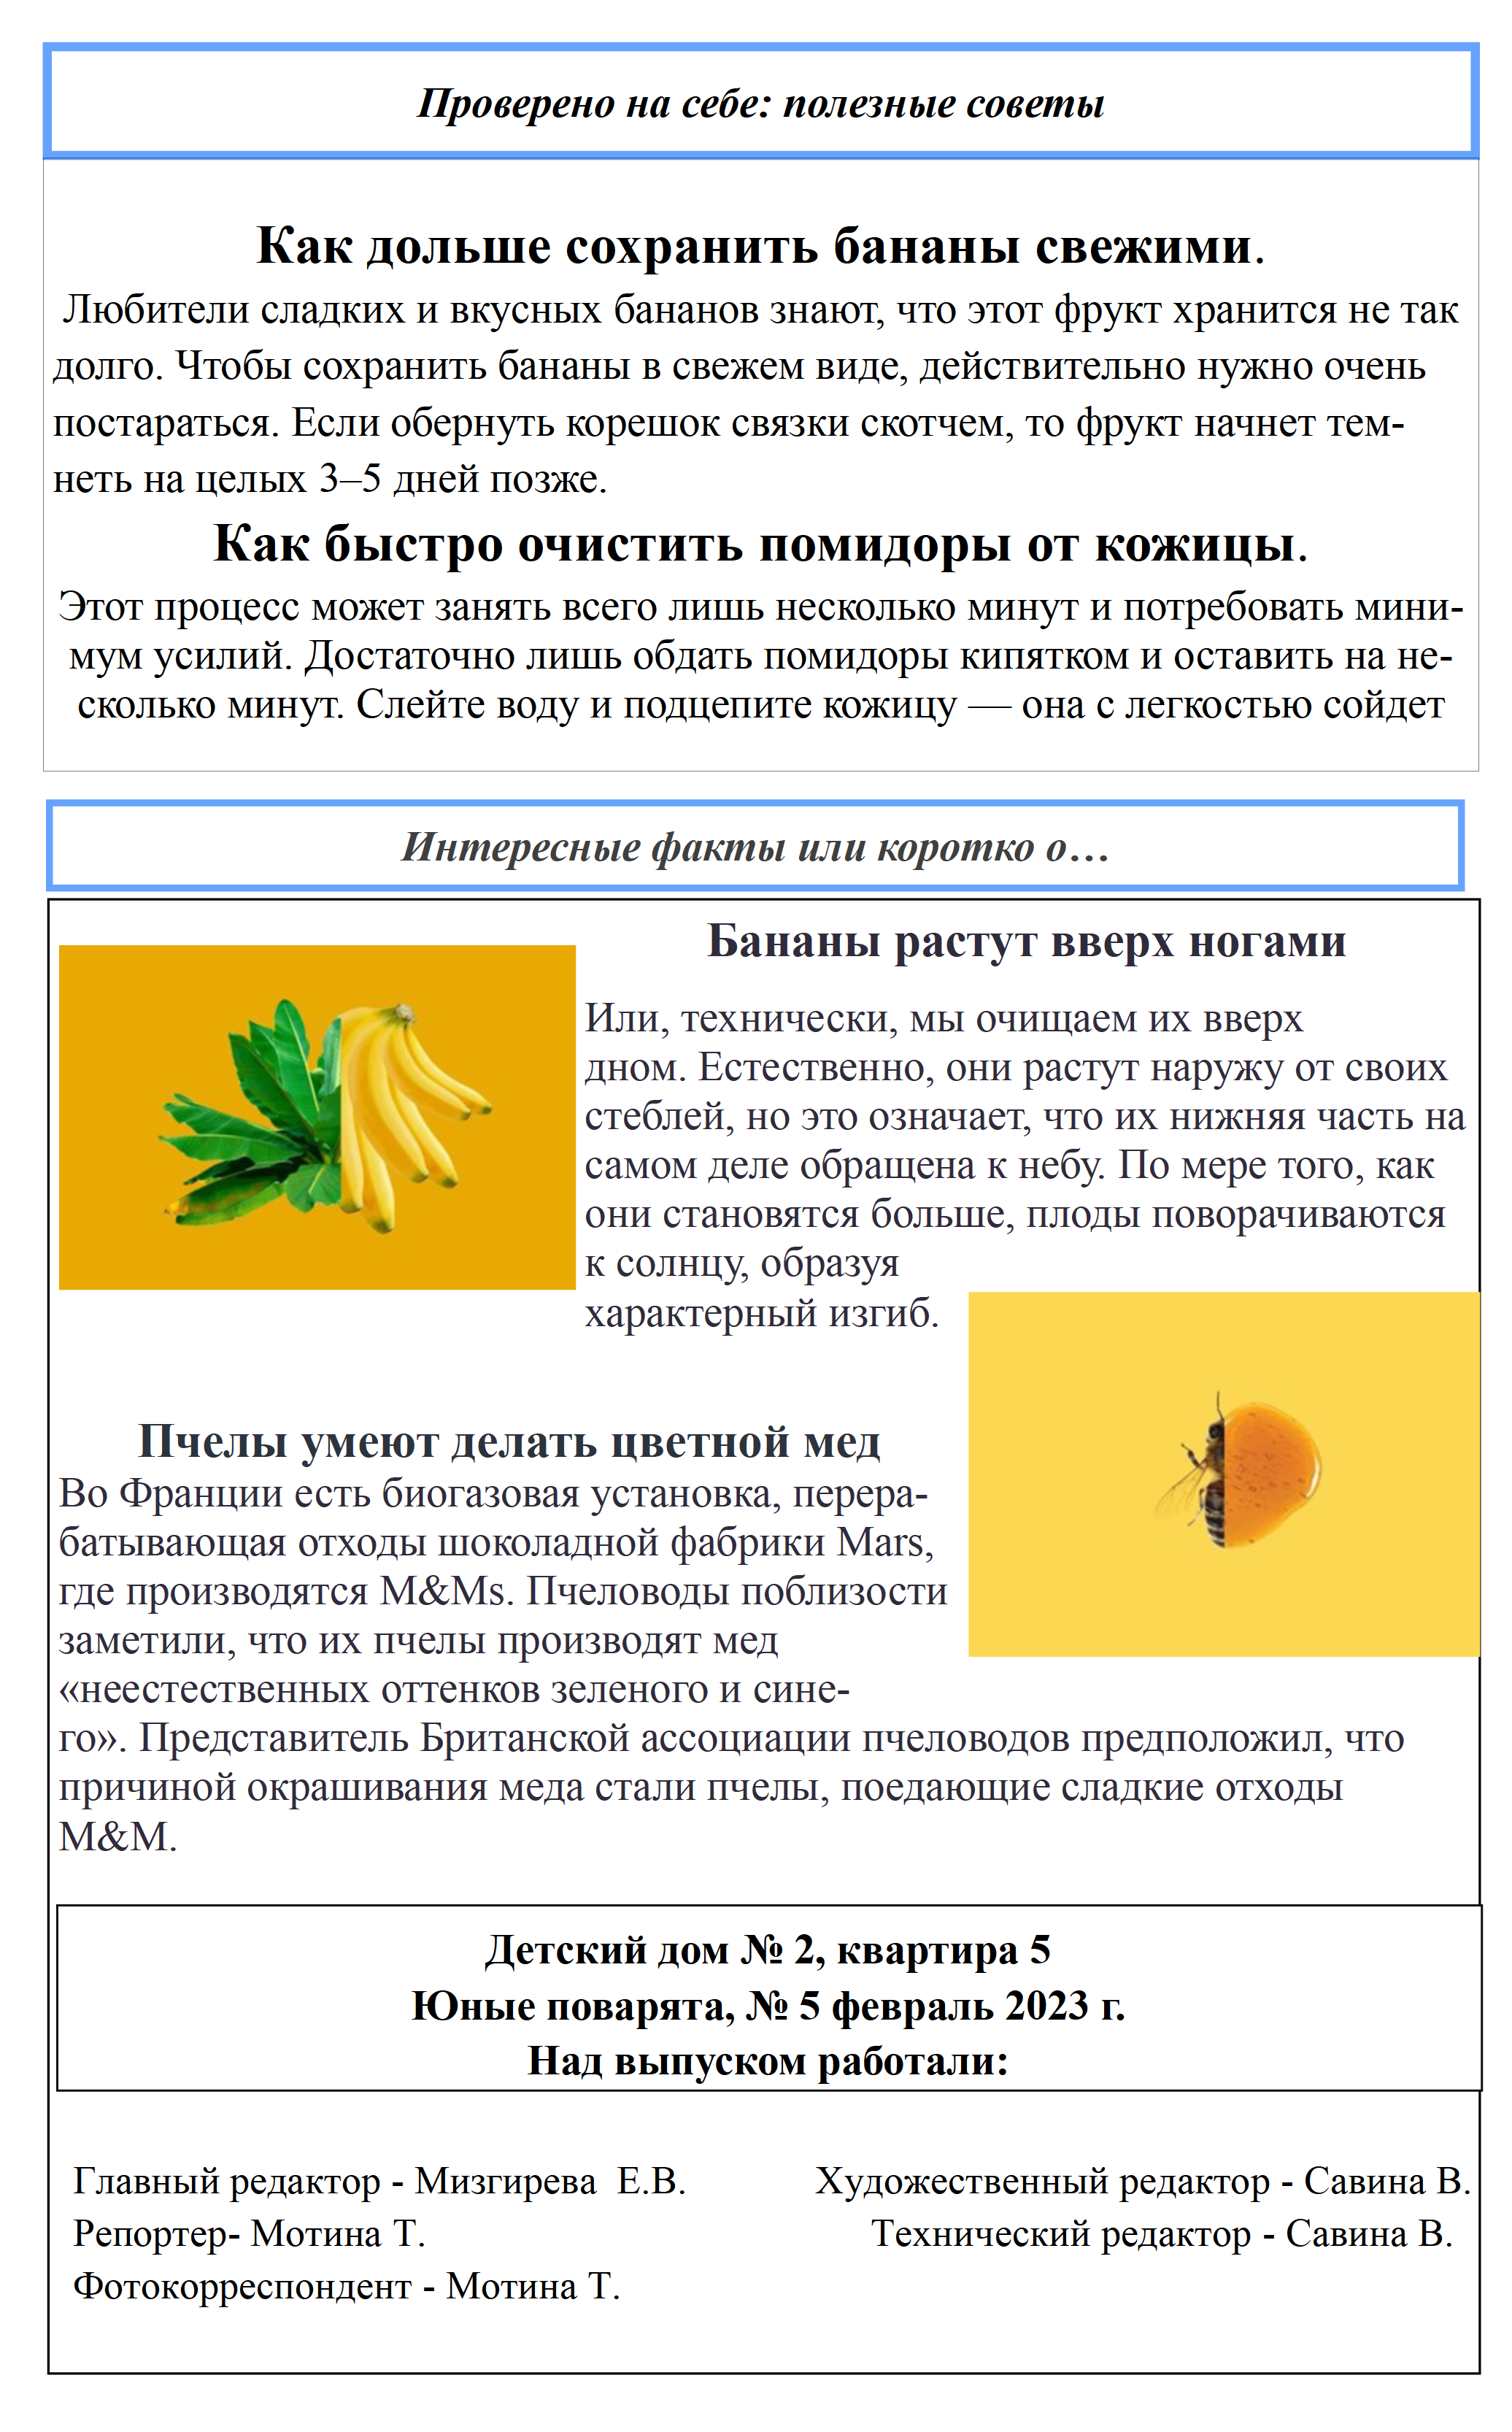 Проверено на себе: полезные советы
Как дольше сохранить бананы свежими.
Любители сладких и вкусных бананов знают, что этот фрукт хранится не так
долго. Чтобы сохранить бананы в свежем виде, действительно нужно очень
постараться. Если обернуть корешок связки скотчем, то фрукт начнет тем-
неть на целых 3–5 дней позже.
Как быстро очистить помидоры от кожицы.
Этот процесс может занять всего лишь несколько минут и потребовать мини-
мум усилий. Достаточно лишь обдать помидоры кипятком и оставить на не-
сколько минут. Слейте воду и подцепите кожицу — она с легкостью сойдет
Интересные факты или коротко о…
Бананы растут вверх ногами
Или, технически, мы очищаем их вверх
дном. Естественно, они растут наружу от своих
стеблей, но это означает, что их нижняя часть на
самом деле обращена к небу. По мере того, как
они становятся больше, плоды поворачиваются
к солнцу, образуя
характерный изгиб.
Пчелы умеют делать цветной мед
Во Франции есть биогазовая установка, перера-
батывающая отходы шоколадной фабрики Mars,
где производятся M&Ms. Пчеловоды поблизости
заметили, что их пчелы производят мед
«неестественных оттенков зеленого и сине-
го». Представитель Британской ассоциации пчеловодов предположил, что
причиной окрашивания меда стали пчелы, поедающие сладкие отходы
M&M.
Детский дом № 2, квартира 5
Юные поварята, № 5 февраль 2023 г.
Над выпуском работали:
Главный редактор - Мизгирева Е.В.
Репортер- Мотина Т.
Фотокорреспондент - Мотина Т.
Художественный редактор - Савина В.
Технический редактор - Савина В.